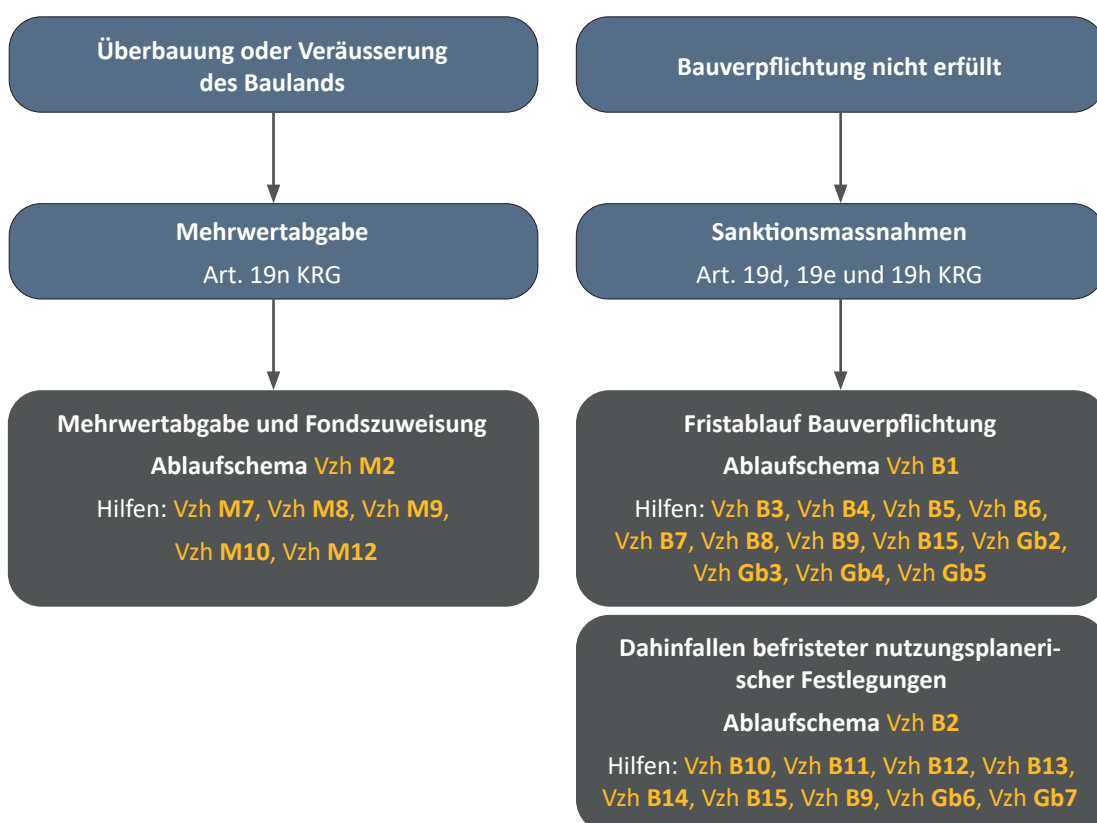 Überbauung oder Veräusserung
des Baulands
Mehrwertabgabe
Art. 19n KRG
Mehrwertabgabe und Fondszuweisung
Ablaufschema Vzh M2
Hilfen: Vzh M7, Vzh M8, Vzh M9,
Vzh M10, Vzh M12
Bauverpflichtung nicht erfüllt
Sanktionsmassnahmen
Art. 19d, 19e und 19h KRG
Fristablauf Bauverpflichtung
Ablaufschema Vzh B1
Hilfen: Vzh B3, Vzh B4, Vzh B5, Vzh B6,
Vzh B7, Vzh B8, Vzh B9, Vzh B15, Vzh Gb2,
Vzh Gb3, Vzh Gb4, Vzh Gb5
Dahinfallen befristeter nutzungsplaneri-
scher Festlegungen
Ablaufschema Vzh B2
Hilfen: Vzh B10, Vzh B11, Vzh B12, Vzh B13,
Vzh B14, Vzh B15, Vzh B9, Vzh Gb6, Vzh Gb7